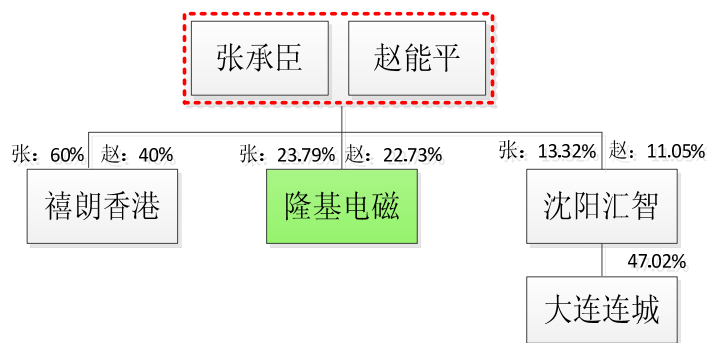 张承臣 赵能平
张：60% 赵：40% 张：23.79% 赵：22.73% 张：13.32% 赵：11.05%
禧朗香港 隆基电磁 沈阳汇智
47.02%
大连连城